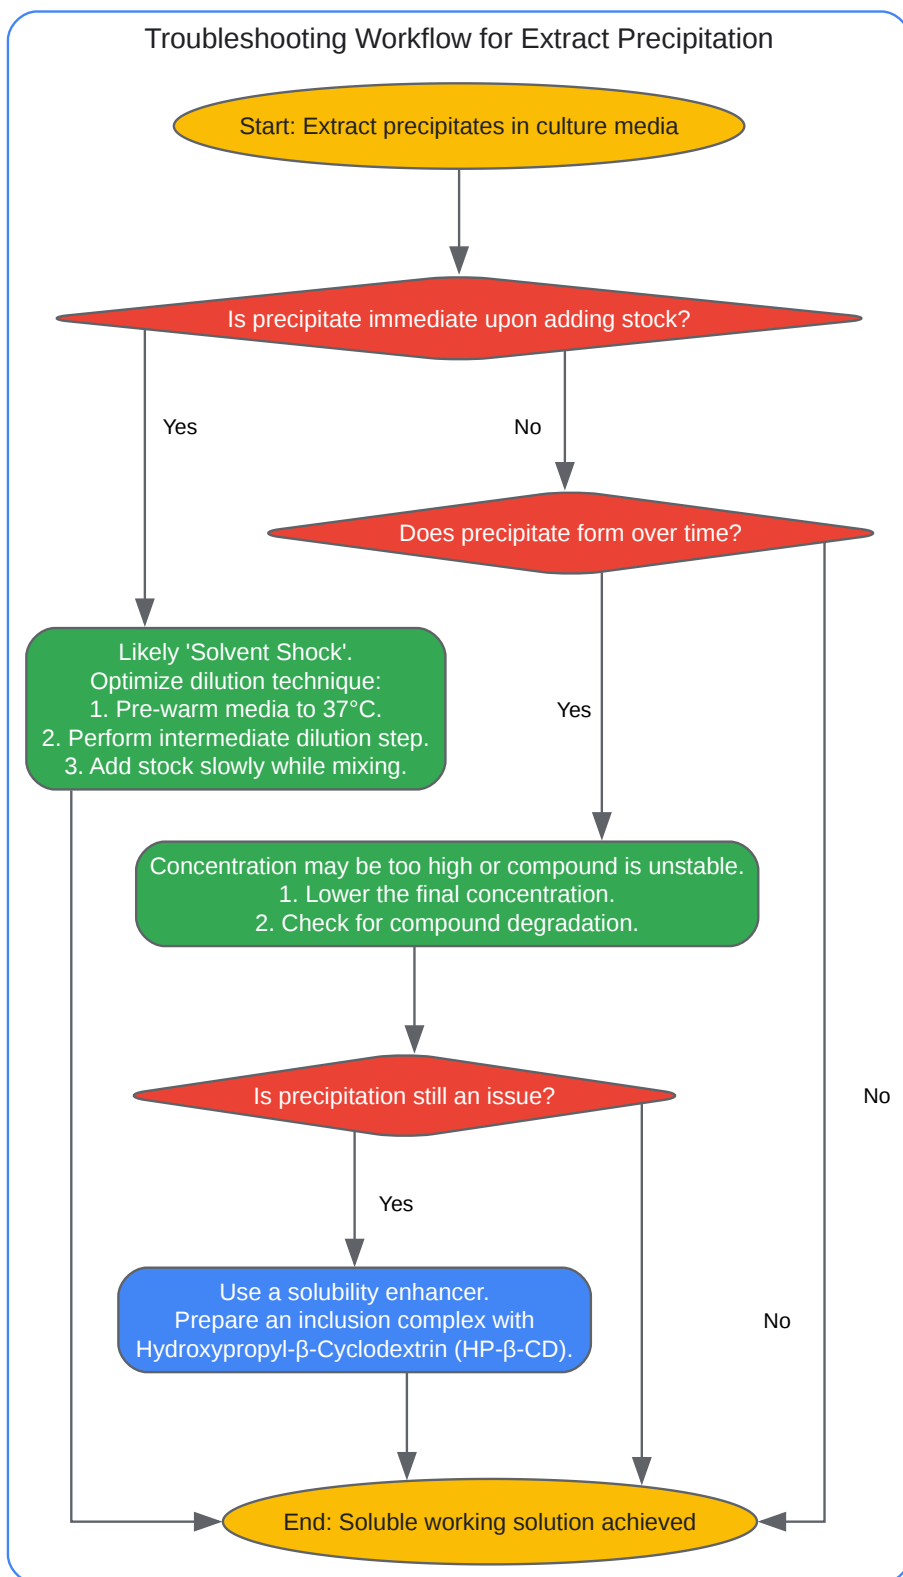 Troubleshooting Workflow for Extract Precipitation
Start: Extract precipitates in culture media
Is precipitate immediate upon adding stock?
Yes
No
Does precipitate form over time?
Likely 'Solvent Shock'.
Optimize dilution technique:
1. Pre-warm media to 37°C.
2. Perform intermediate dilution step.
3. Add stock slowly while mixing.
Yes
Concentration may be too high or compound is unstable.
1. Lower the final concentration.
2. Check for compound degradation.
Is precipitation still an issue?
No
Yes
Use a solubility enhancer.
Prepare an inclusion complex with
Hydroxypropyl-β-Cyclodextrin (HP-β-CD).
No
End: Soluble working solution achieved